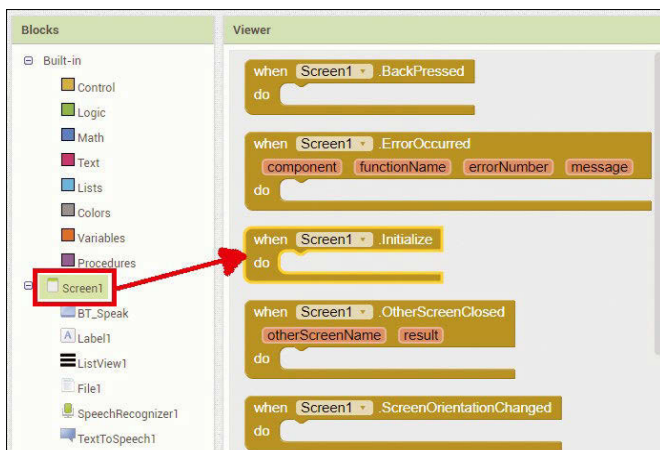 Blocks
Built-in
Control
Logic
Math
Text
Lists
Colors
Variables
Procedures
Screen1
BT_Speak
Label1
ListView1
File1
SpeechRecognizer1
TextToSpeech1
Viewer
when Screen1 .BackPressed
do
when Screen1 .ErrorOccurred
component functionName errorNumber message
do
when Screen1 .Initialize
do
when Screen1 .OtherScreenClosed
otherScreenName result
do
when Screen1 .ScreenOrientationChanged
do